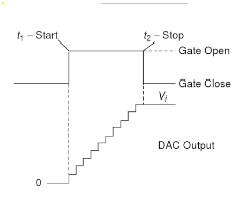 t₁ – Start
t₂ – Stop
Gate Open
Gate Close
Vᵢ
DAC Output
0